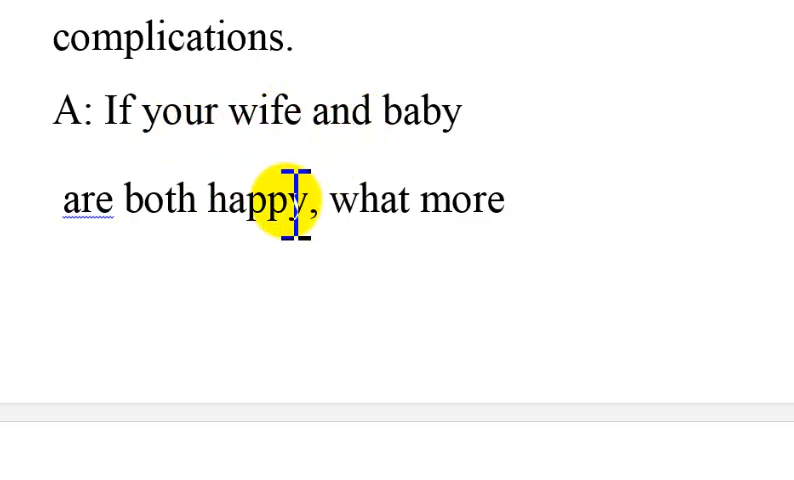 complications.
A: If your wife and baby
are both happy, what more